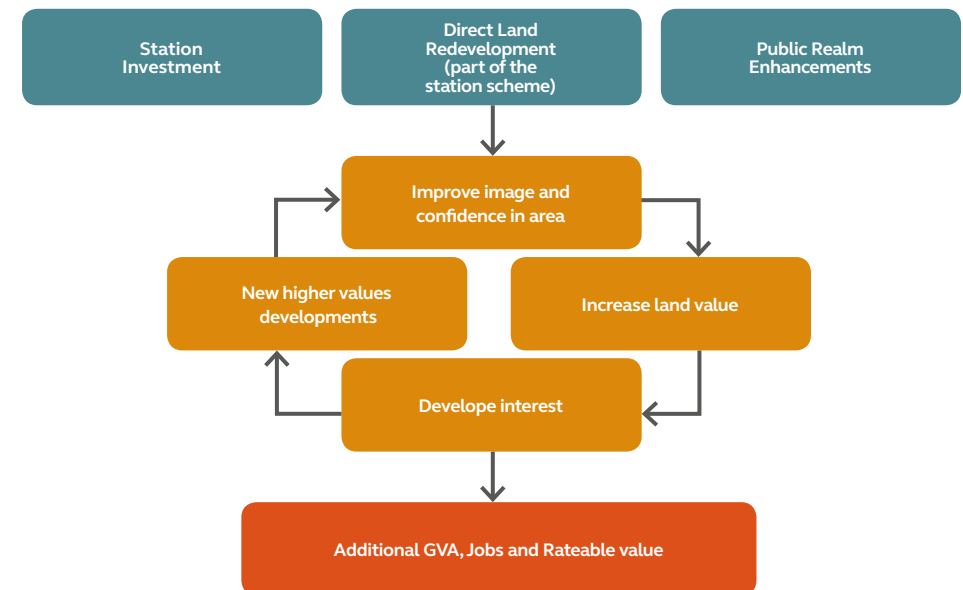 Station
Investment
Direct Land
Redevelopment
(part of the
station scheme)
Public Realm
Enhancements
Improve image and
confidence in area
New higher values
developments
Increase land value
Develope interest
Additional GVA, Jobs and Rateable value